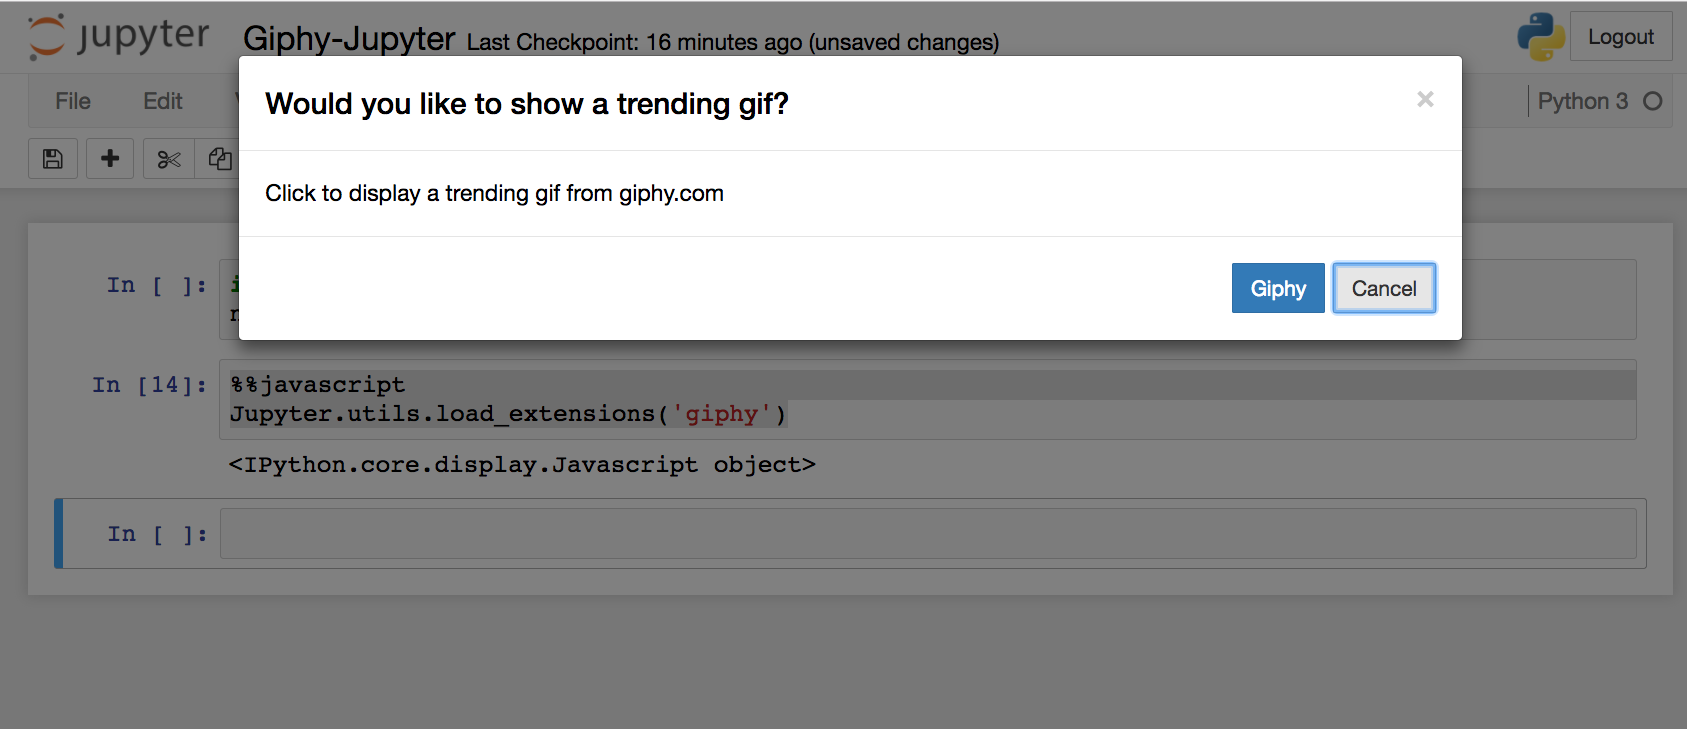 jupyter Giphy-Jupyter Last Checkpoint: 16 minutes ago (unsaved changes) Logout
File Edit Python 3
Would you like to show a trending gif? ×
Click to display a trending gif from giphy.com
Giphy Cancel
In [ ]:
In [14]: %%javascript
Jupyter.utils.load_extensions('giphy')
<IPython.core.display.Javascript object>
In [ ]: